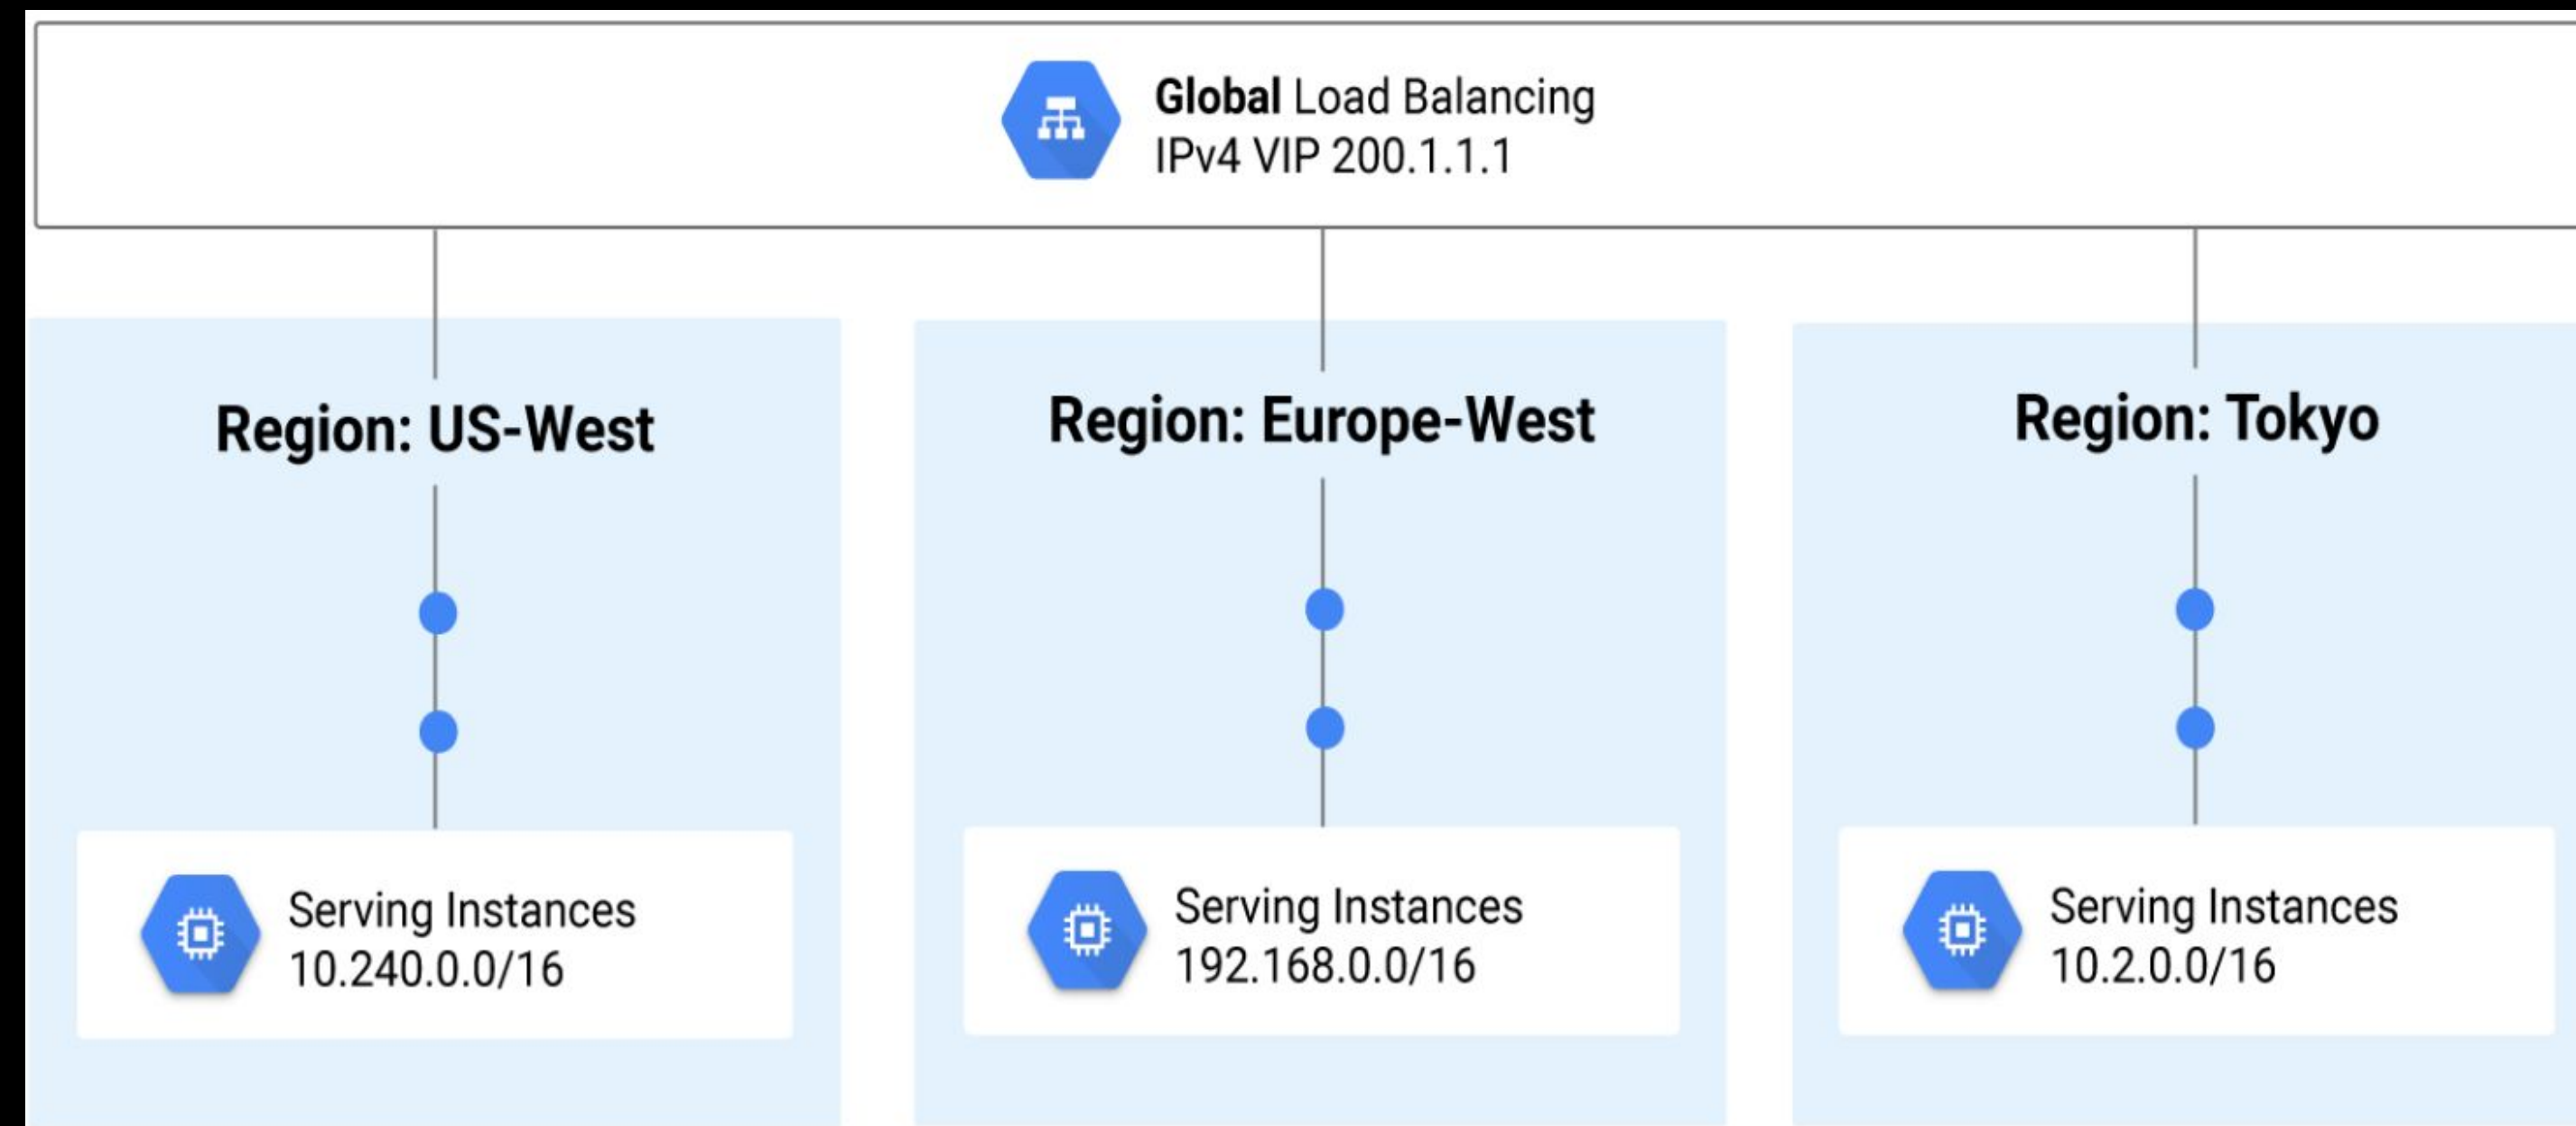 Global Load Balancing
IPv4 VIP 200.1.1.1
Region: US-West
Region: Europe-West
Region: Tokyo
Serving Instances
10.240.0.0/16
Serving Instances
192.168.0.0/16
Serving Instances
10.2.0.0/16